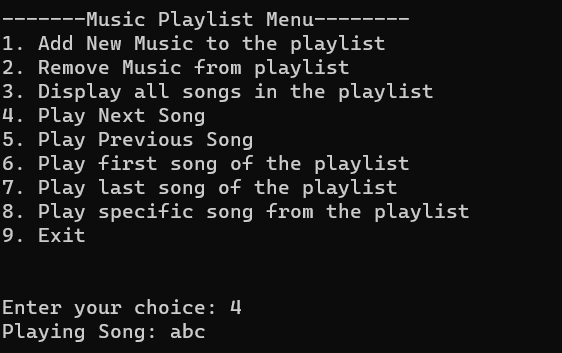 -------Music Playlist Menu--------
1. Add New Music to the playlist
2. Remove Music from playlist
3. Display all songs in the playlist
4. Play Next Song
5. Play Previous Song
6. Play first song of the playlist
7. Play last song of the playlist
8. Play specific song from the playlist
9. Exit
Enter your choice: 4
Playing Song: abc